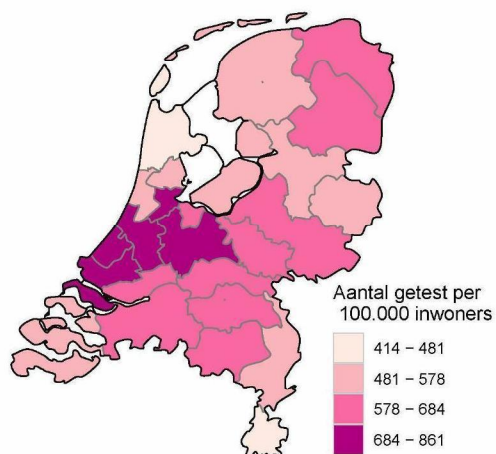 Aantal getest per
100.000 inwoners
414 – 481
481 – 578
578 – 684
684 – 861